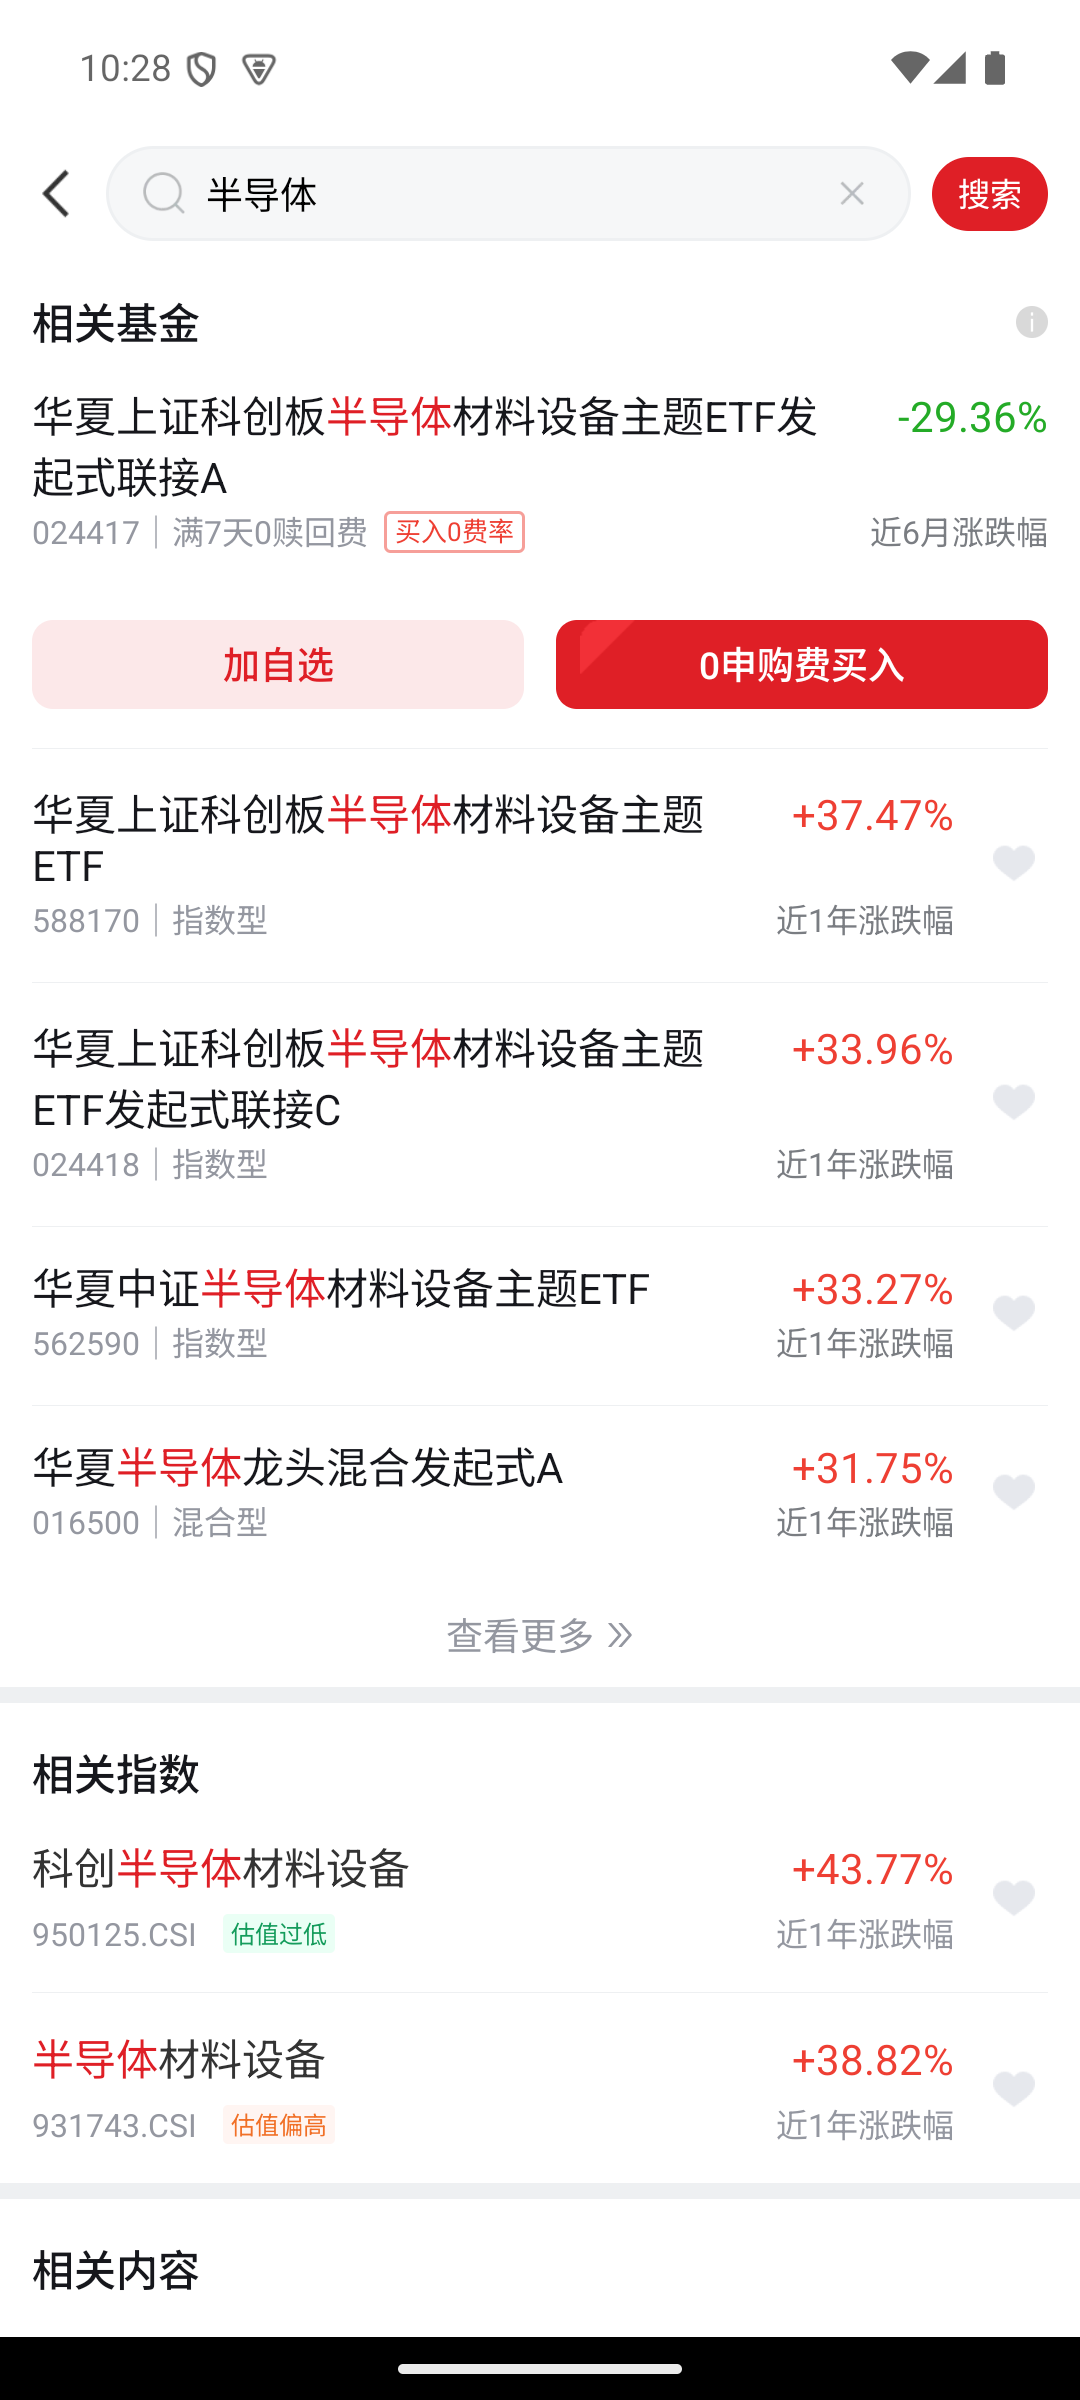 10:28
半导体
搜索
相关基金
华夏上证科创板半导体材料设备主题ETF发
起式联接A
-29.36%
024417 | 满7天0赎回费 买入0费率
近6月涨跌幅
加自选
0申购费买入
华夏上证科创板半导体材料设备主题
ETF
+37.47%
588170 | 指数型
近1年涨跌幅
华夏上证科创板半导体材料设备主题
ETF发起式联接C
+33.96%
024418 | 指数型
近1年涨跌幅
华夏中证半导体材料设备主题ETF
+33.27%
562590 | 指数型
近1年涨跌幅
华夏半导体龙头混合发起式A
+31.75%
016500 | 混合型
近1年涨跌幅
查看更多 »
相关指数
科创半导体材料设备
+43.77%
950125.CSI 估值过低
近1年涨跌幅
半导体材料设备
+38.82%
931743.CSI 估值偏高
近1年涨跌幅
相关内容